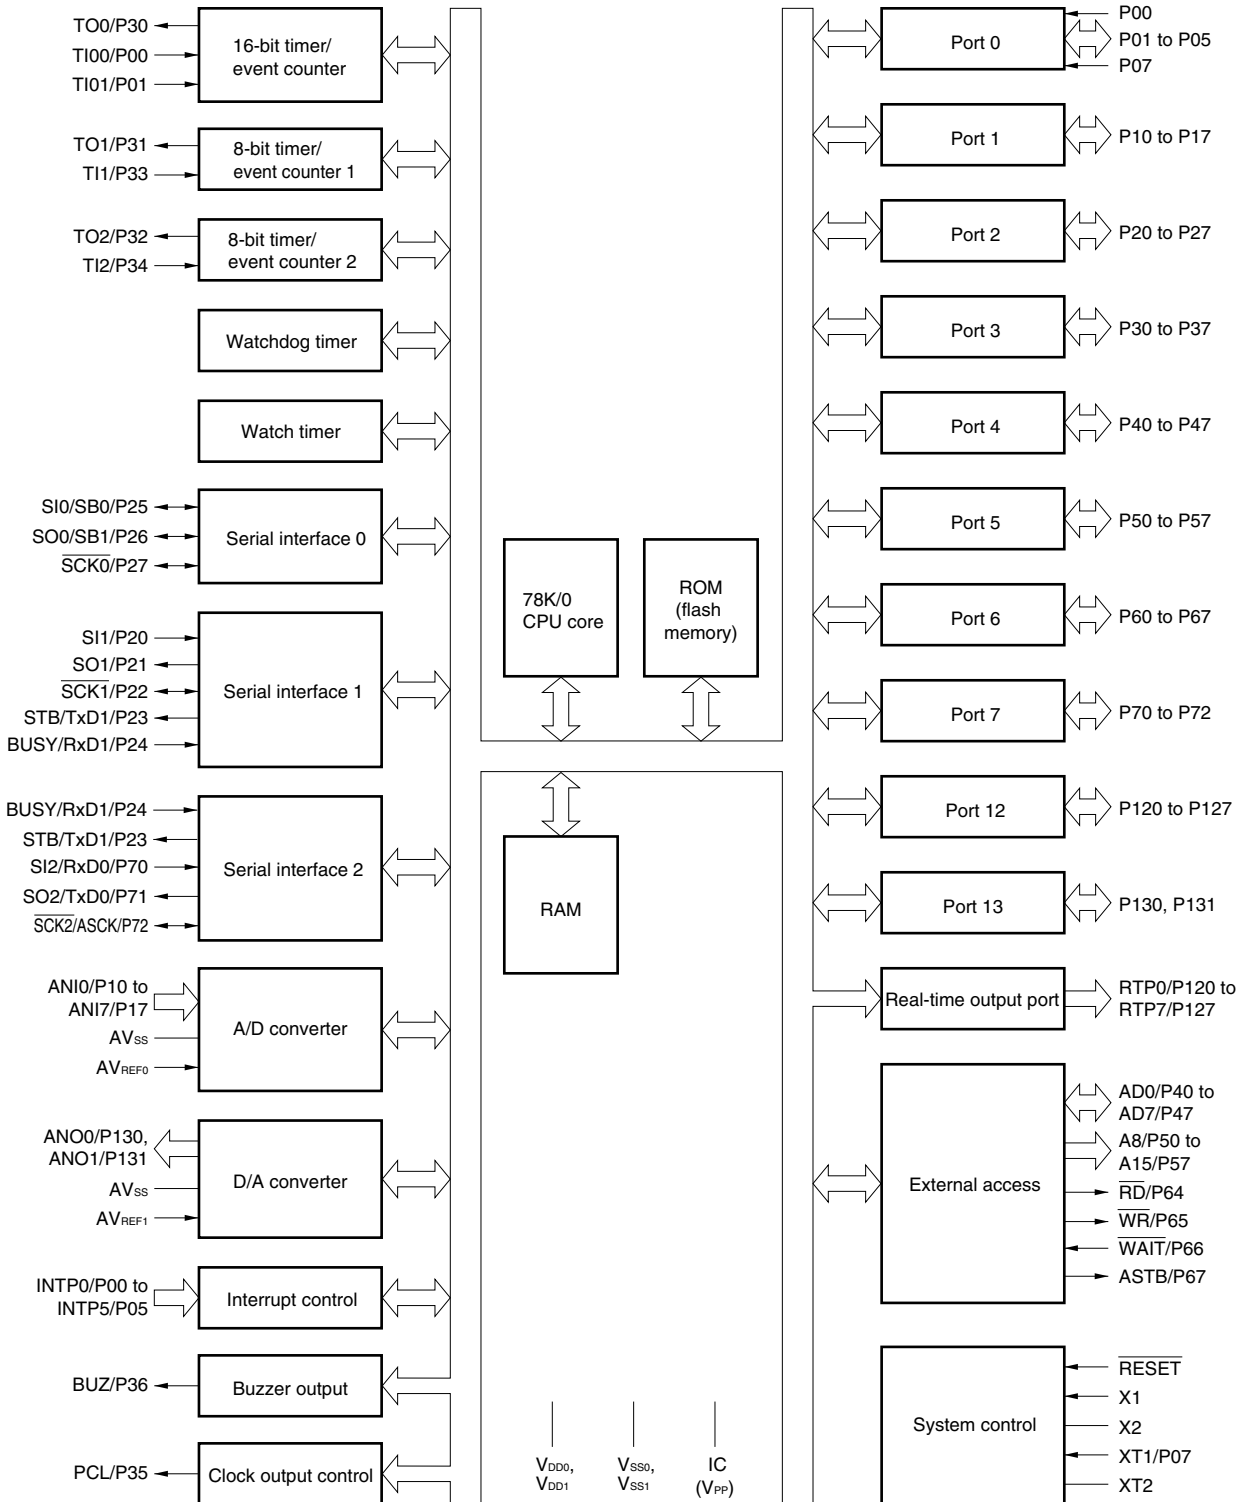 TO0/P30
TI00/P00
TI01/P01
16-bit timer/
event counter
TO1/P31
TI1/P33
8-bit timer/
event counter 1
TO2/P32
TI2/P34
8-bit timer/
event counter 2
Watchdog timer
Watch timer
SI0/SB0/P25
SO0/SB1/P26
SCK0/P27
Serial interface 0
SI1/P20
SO1/P21
SCK1/P22
STB/TxD1/P23
BUSY/RxD1/P24
Serial interface 1
BUSY/RxD1/P24
STB/TxD1/P23
SI2/RxD0/P70
SO2/TxD0/P71
SCK2/ASCK/P72
Serial interface 2
ANI0/P10 to
ANI7/P17
AVSS
AVREF0
A/D converter
ANO0/P130,
ANO1/P131
AVSS
AVREF1
D/A converter
INTP0/P00 to
INTP5/P05
Interrupt control
BUZ/P36
Buzzer output
PCL/P35
Clock output control
78K/0
CPU core
ROM
(flash
memory)
RAM
VDD0,
VDD1
VSS0,
VSS1
IC
(VPP)
Port 0
P00
P01 to P05
P07
Port 1
P10 to P17
Port 2
P20 to P27
Port 3
P30 to P37
Port 4
P40 to P47
Port 5
P50 to P57
Port 6
P60 to P67
Port 7
P70 to P72
Port 12
P120 to P127
Port 13
P130, P131
Real-time output port
RTP0/P120 to
RTP7/P127
External access
AD0/P40 to
AD7/P47
A8/P50 to
A15/P57
RD/P64
WR/P65
WAIT/P66
ASTB/P67
System control
RESET
X1
X2
XT1/P07
XT2